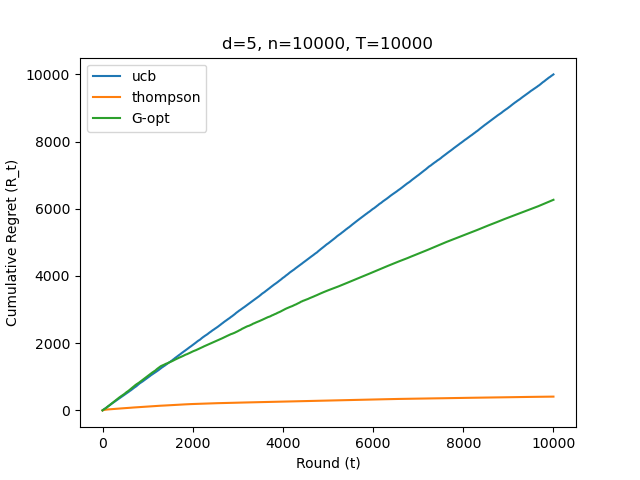 d=5, n=10000, T=10000
ucb
thompson
G-opt
Cumulative Regret (R_t)
10000
8000
6000
4000
2000
0
0 2000 4000 6000 8000 10000
Round (t)